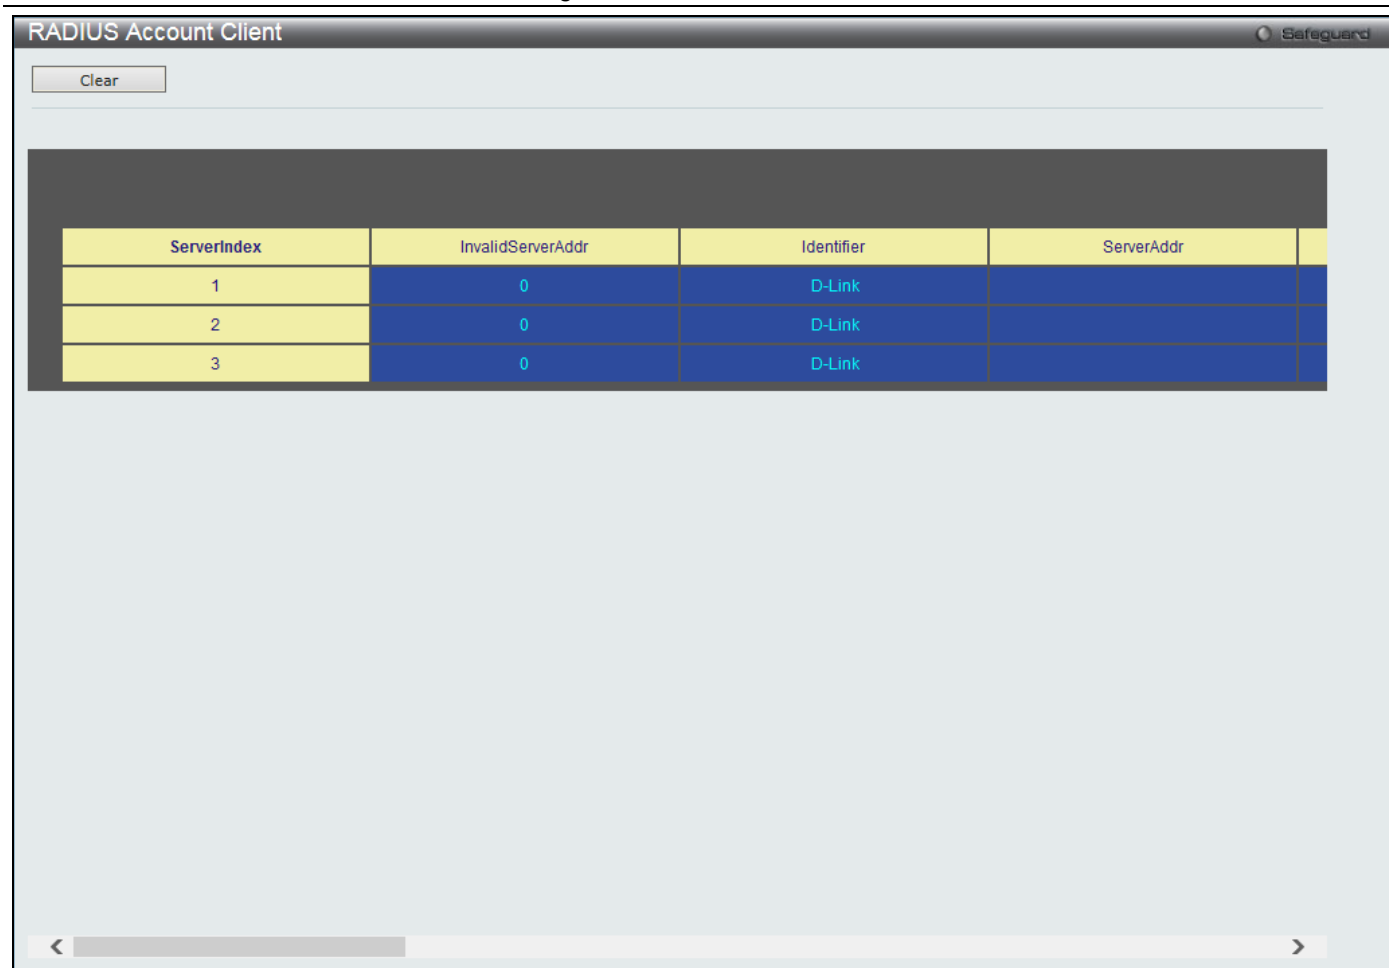 RADIUS Account Client
Safeguard
Clear
ServerIndex InvalidServerAddr Identifier ServerAddr
1 0 D-Link
2 0 D-Link
3 0 D-Link